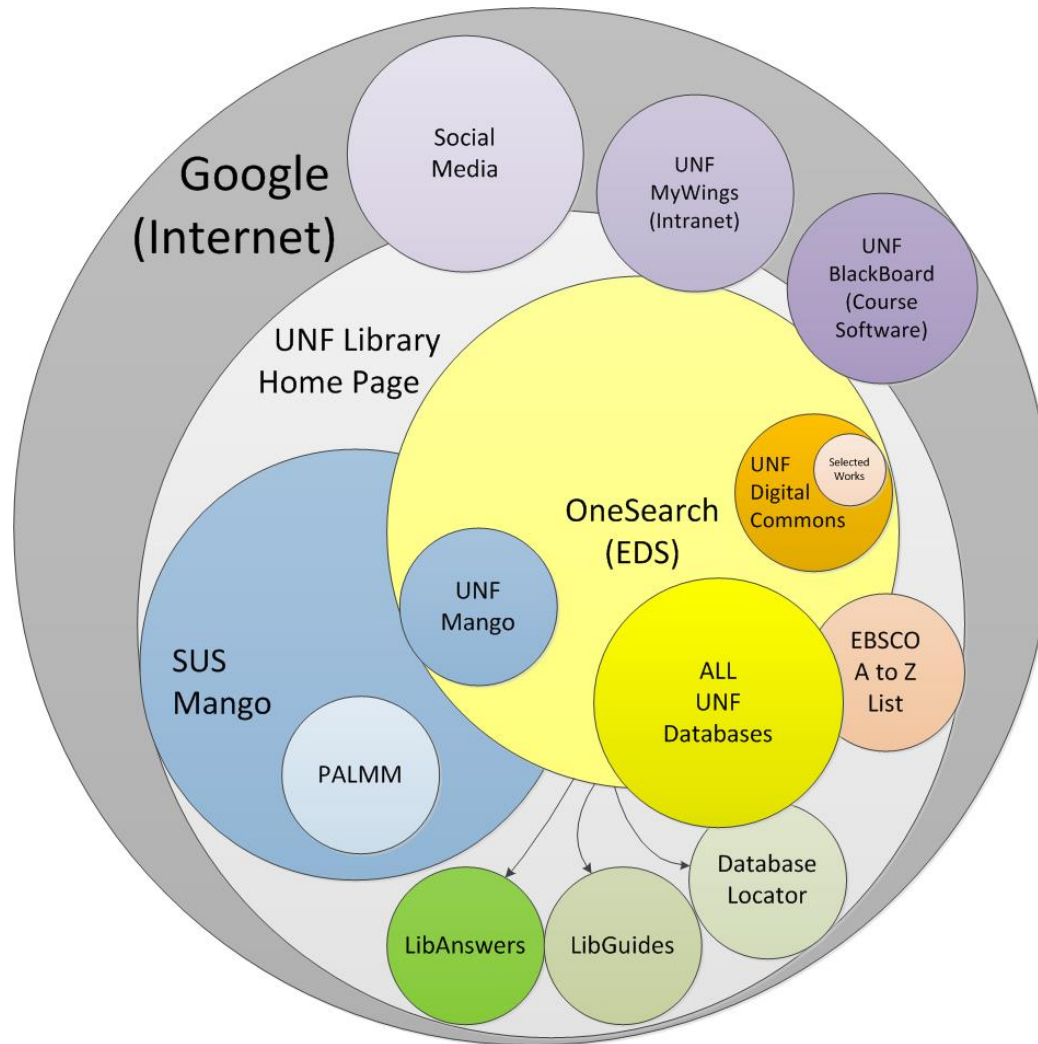 Social
Media
Google
(Internet)
UNF
MyWings
(Intranet)
UNF
BlackBoard
(Course
Software)
UNF Library
Home Page
Selected
Works
UNF
Digital
Commons
OneSearch
(EDS)
UNF
Mango
SUS
Mango
PALMM
ALL
UNF
Databases
EBSCO
A to Z
List
Database
Locator
LibAnswers
LibGuides